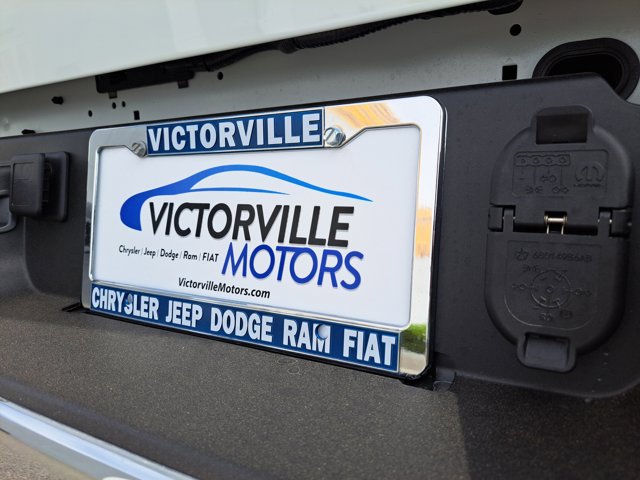 VICTORVILLE
VICTORVILLE
MOTORS
Chrysler | Jeep | Dodge | Ram | FIAT
VictorvilleMotors.com
CHRYSLER JEEP DODGE RAM FIAT